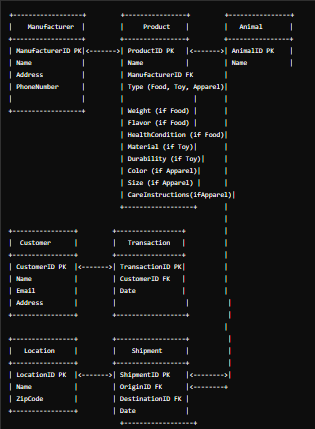 Manufacturer Product Animal
ManufacturerID PK ProductID PK AnimalID PK
Name Name Name
Address ManufacturerID FK
PhoneNumber Type (Food, Toy, Apparel)
Weight (if Food)
Flavor (if Food)
HealthCondition (if Food)
Material (if Toy)
Durability (if Toy)
Color (if Apparel)
Size (if Apparel)
CareInstructions(ifApparel)
Customer Transaction
CustomerID PK TransactionID PK
Name CustomerID FK
Email Date
Address
Location Shipment
LocationID PK ShipmentID PK
Name OriginID FK
ZipCode DestinationID FK
Date